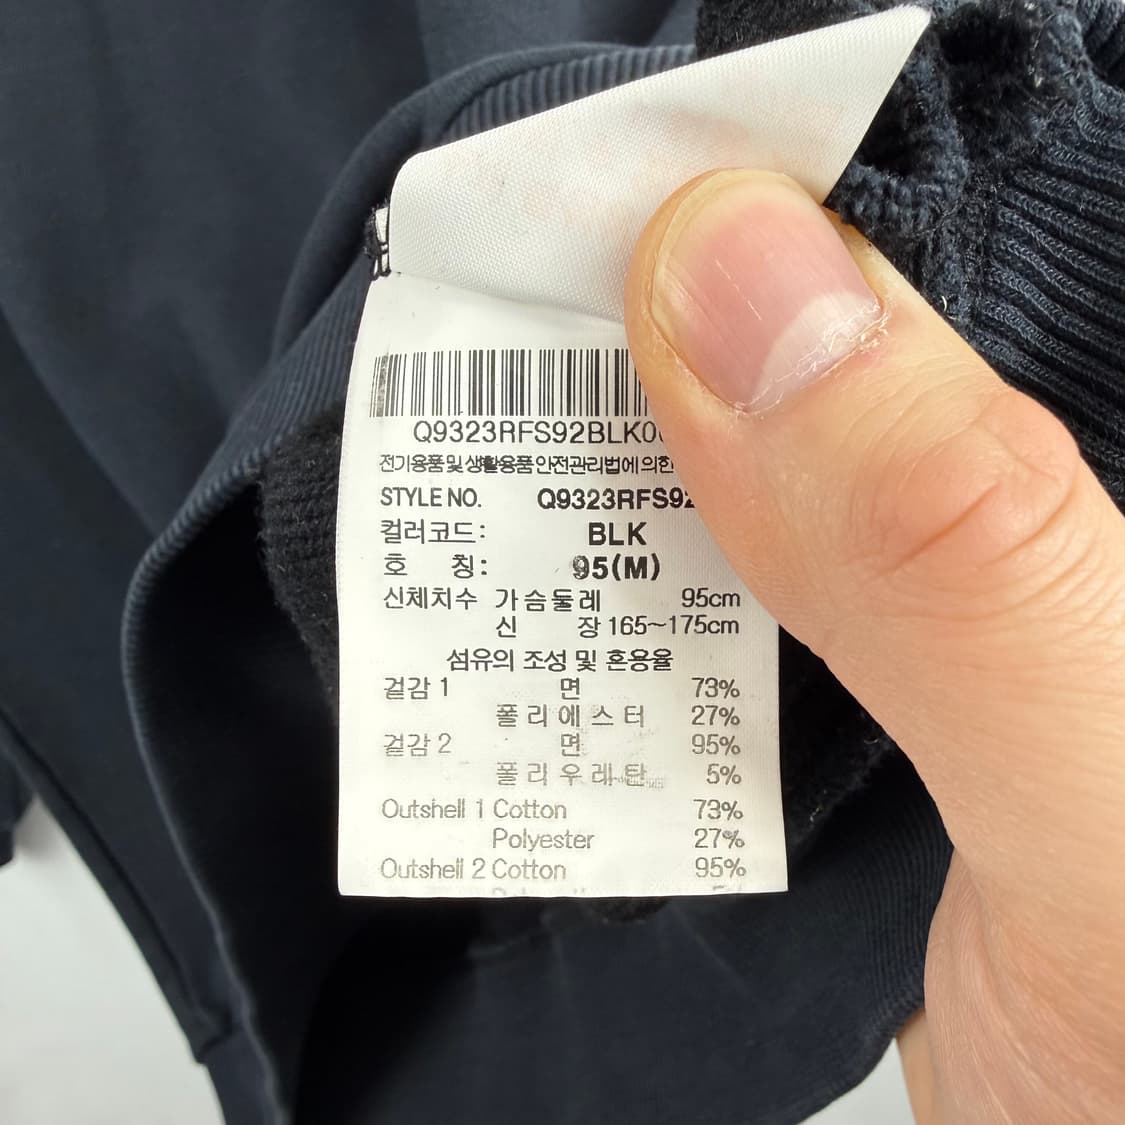 Q9323RFS92BLK0
전기용품 및 생활용품 안전관리법에 의한
STYLE NO. Q9323RFS92
컬러코드: BLK
호 칭: 95(M)
신체치수 가슴둘레 95cm
신 장 165~175cm
섬유의 조성 및 혼용율
겉감 1 면 73%
폴리에스터 27%
겉감 2 면 95%
폴리우레탄 5%
Outshell 1 Cotton 73%
Polyester 27%
Outshell 2 Cotton 95%